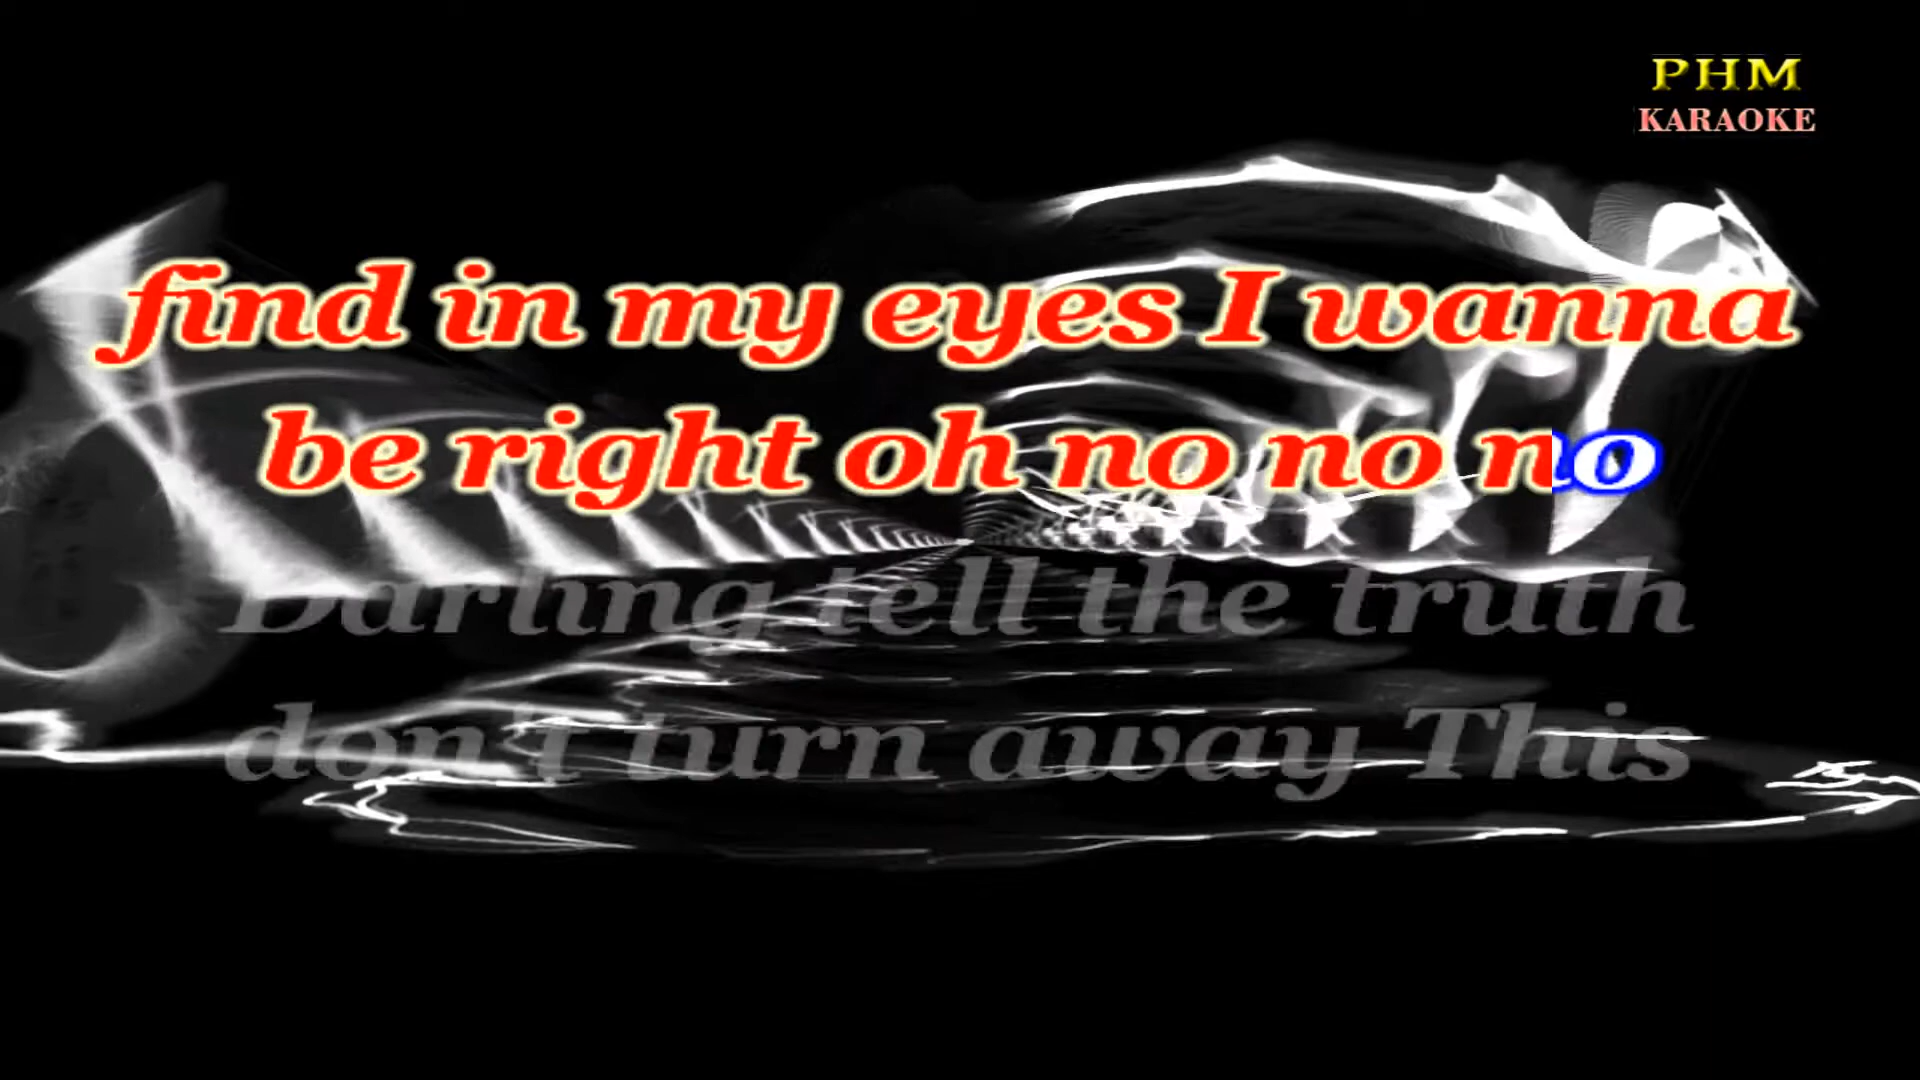 PHM
KARAOKE
find in my eyes I wanna
be right oh no no no
Darling tell the truth
don't turn away This